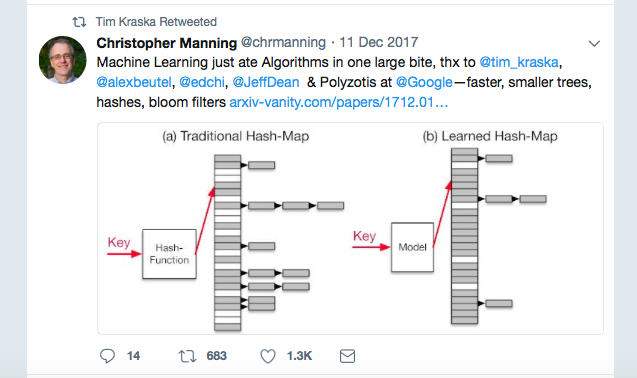 Tim Kraska Retweeted
Christopher Manning @chrmanning · 11 Dec 2017
Machine Learning just ate Algorithms in one large bite, thx to @tim_kraska,
@alexbeutel, @edchi, @JeffDean & Polyzotis at @Google—faster, smaller trees,
hashes, bloom filters arxiv-vanity.com/papers/1712.01…
(a) Traditional Hash-Map
(b) Learned Hash-Map
Key
Hash-
Function
Key
Model
14
683
1.3K